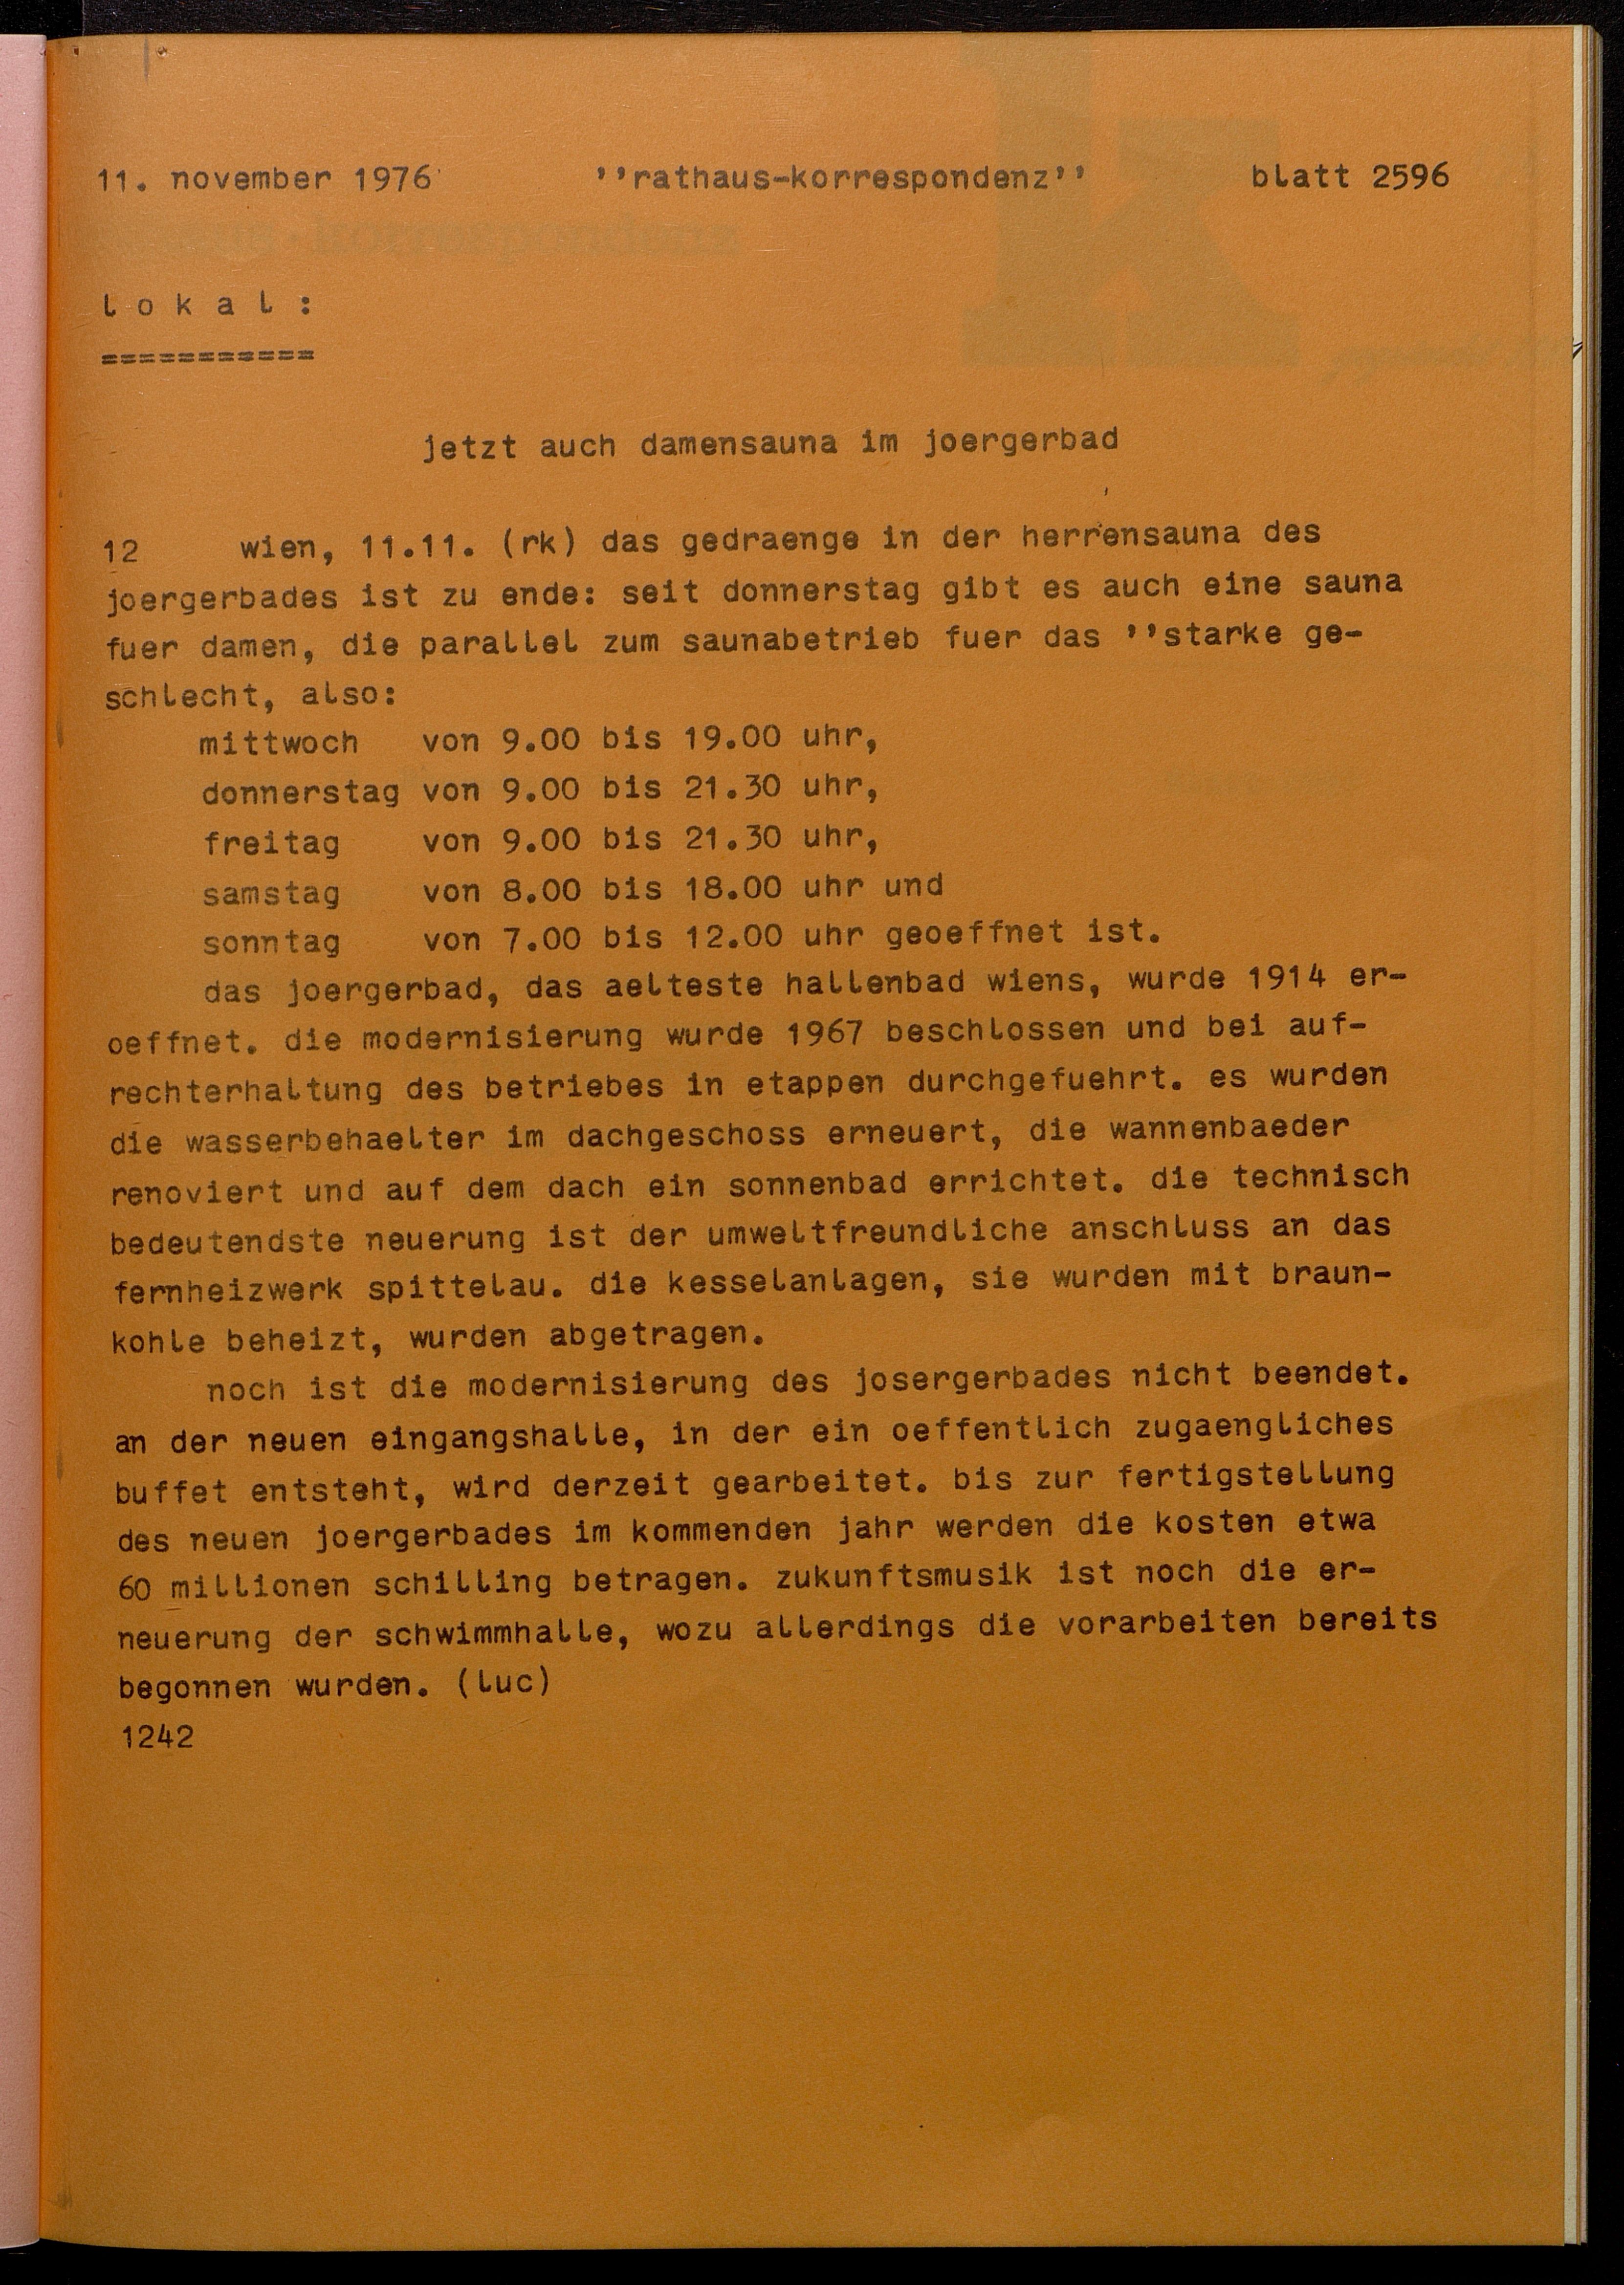 11. november 1976 ’’rathaus-korrespondenz’’ blatt 2596
l o k a l :
===========
jetzt auch damensauna im joergerbad
12 wien, 11.11. (rk) das gedraenge in der herrensauna des
joergerbades ist zu ende: seit donnerstag gibt es auch eine sauna
fuer damen, die parallel zum saunabetrieb fuer das ’’starke ge-
schlecht, also:
mittwoch von 9.00 bis 19.00 uhr,
donnerstag von 9.00 bis 21.30 uhr,
freitag von 9.00 bis 21.30 uhr,
samstag von 8.00 bis 18.00 uhr und
sonntag von 7.00 bis 12.00 uhr geoeffnet ist.
das joergerbad, das aelteste hallenbad wiens, wurde 1914 er-
oeffnet. die modernisierung wurde 1967 beschlossen und bei auf-
rechterhaltung des betriebes in etappen durchgefuehrt. es wurden
die wasserbehaelter im dachgeschoss erneuert, die wannenbaeder
renoviert und auf dem dach ein sonnenbad errichtet. die technisch
bedeutendste neuerung ist der umweltfreundliche anschluss an das
fernheizwerk spittelau. die kesselanlagen, sie wurden mit braun-
kohle beheizt, wurden abgetragen.
noch ist die modernisierung des josergerbades nicht beendet.
an der neuen eingangshalle, in der ein oeffentlich zugaengliches
buffet entsteht, wird derzeit gearbeitet. bis zur fertigstellung
des neuen joergerbades im kommenden jahr werden die kosten etwa
60 millionen schilling betragen. zukunftsmusik ist noch die er-
neuerung der schwimmhalle, wozu allerdings die vorarbeiten bereits
begonnen wurden. (luc)
1242